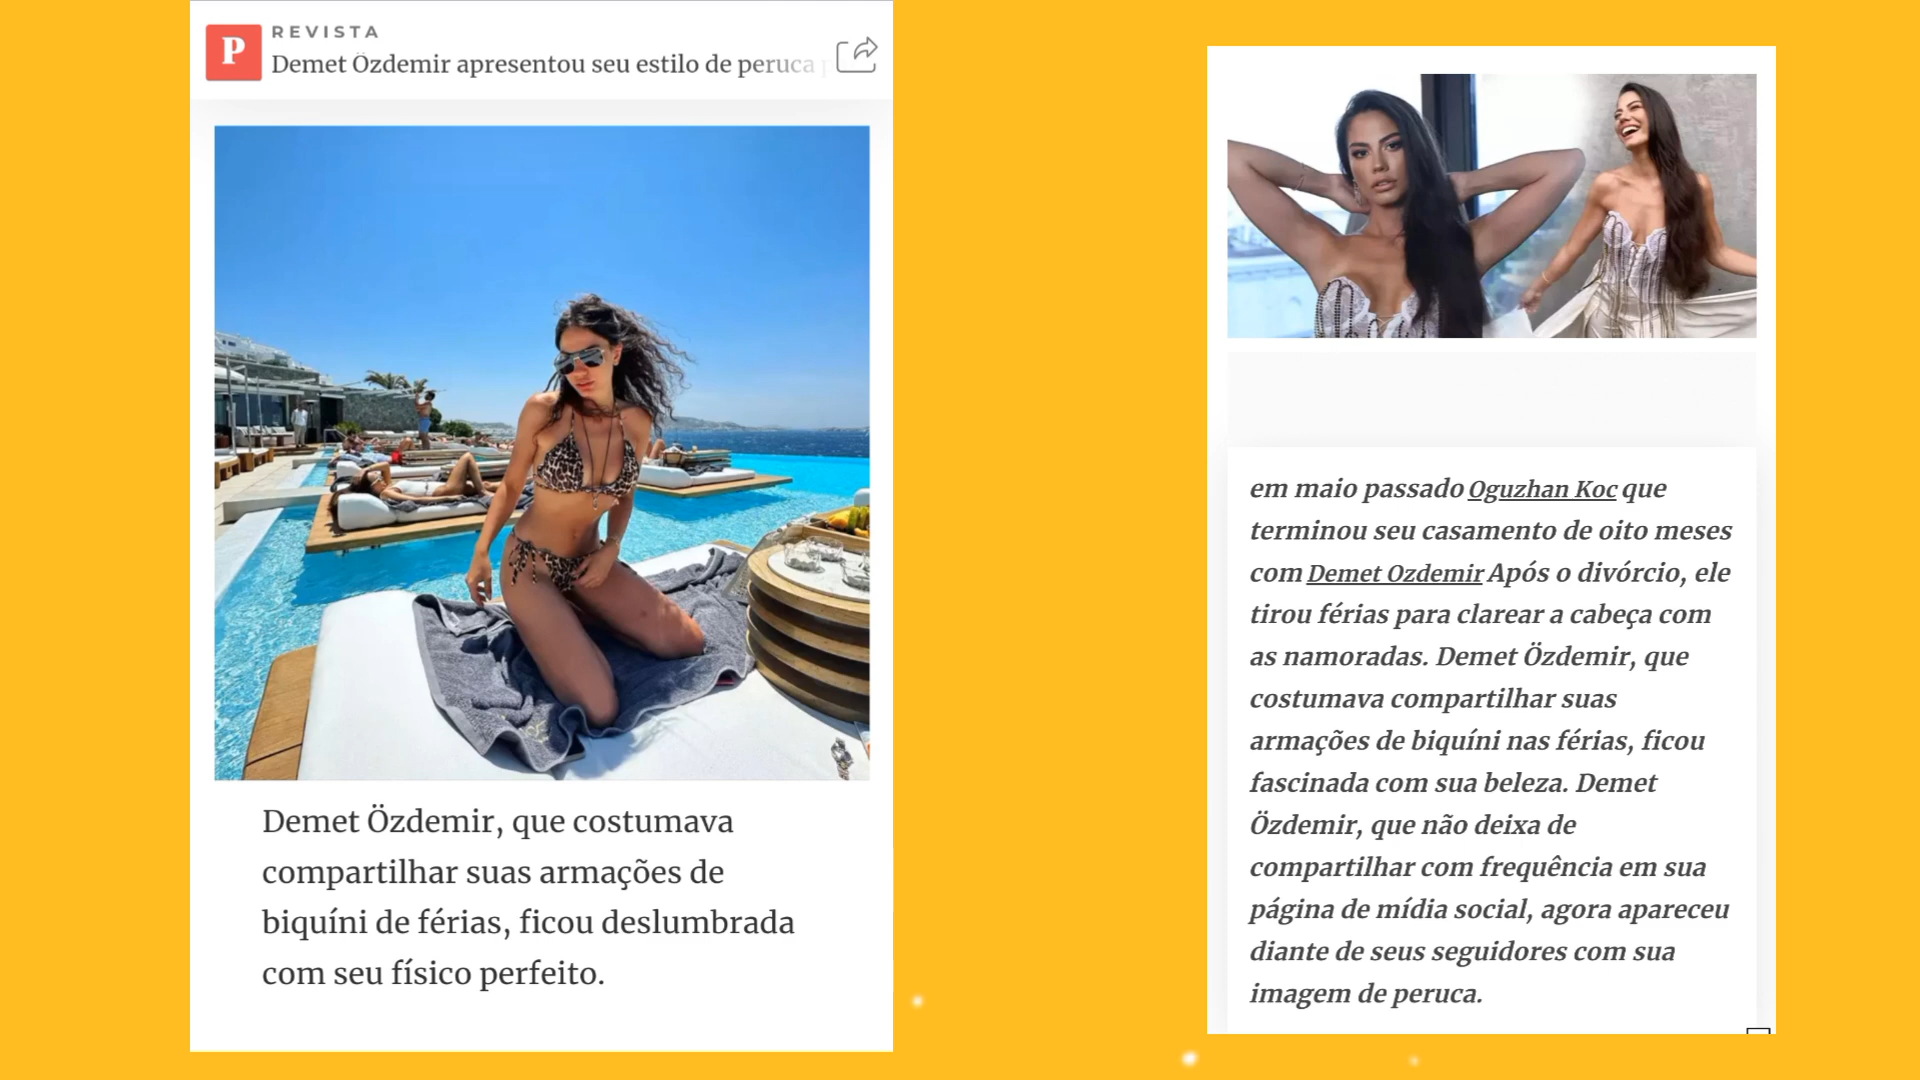 P
REVISTA
Demet Özdemir apresentou seu estilo de peruca
Demet Özdemir, que costumava
compartilhar suas armações de
biquíni de férias, ficou deslumbrada
com seu físico perfeito.
em maio passado Oguzhan Koc que
terminou seu casamento de oito meses
com Demet Ozdemir Após o divórcio, ele
tirou férias para clarear a cabeça com
as namoradas. Demet Özdemir, que
costumava compartilhar suas
armações de biquíni nas férias, ficou
fascinada com sua beleza. Demet
Özdemir, que não deixa de
compartilhar com frequência em sua
página de mídia social, agora apareceu
diante de seus seguidores com sua
imagem de peruca.